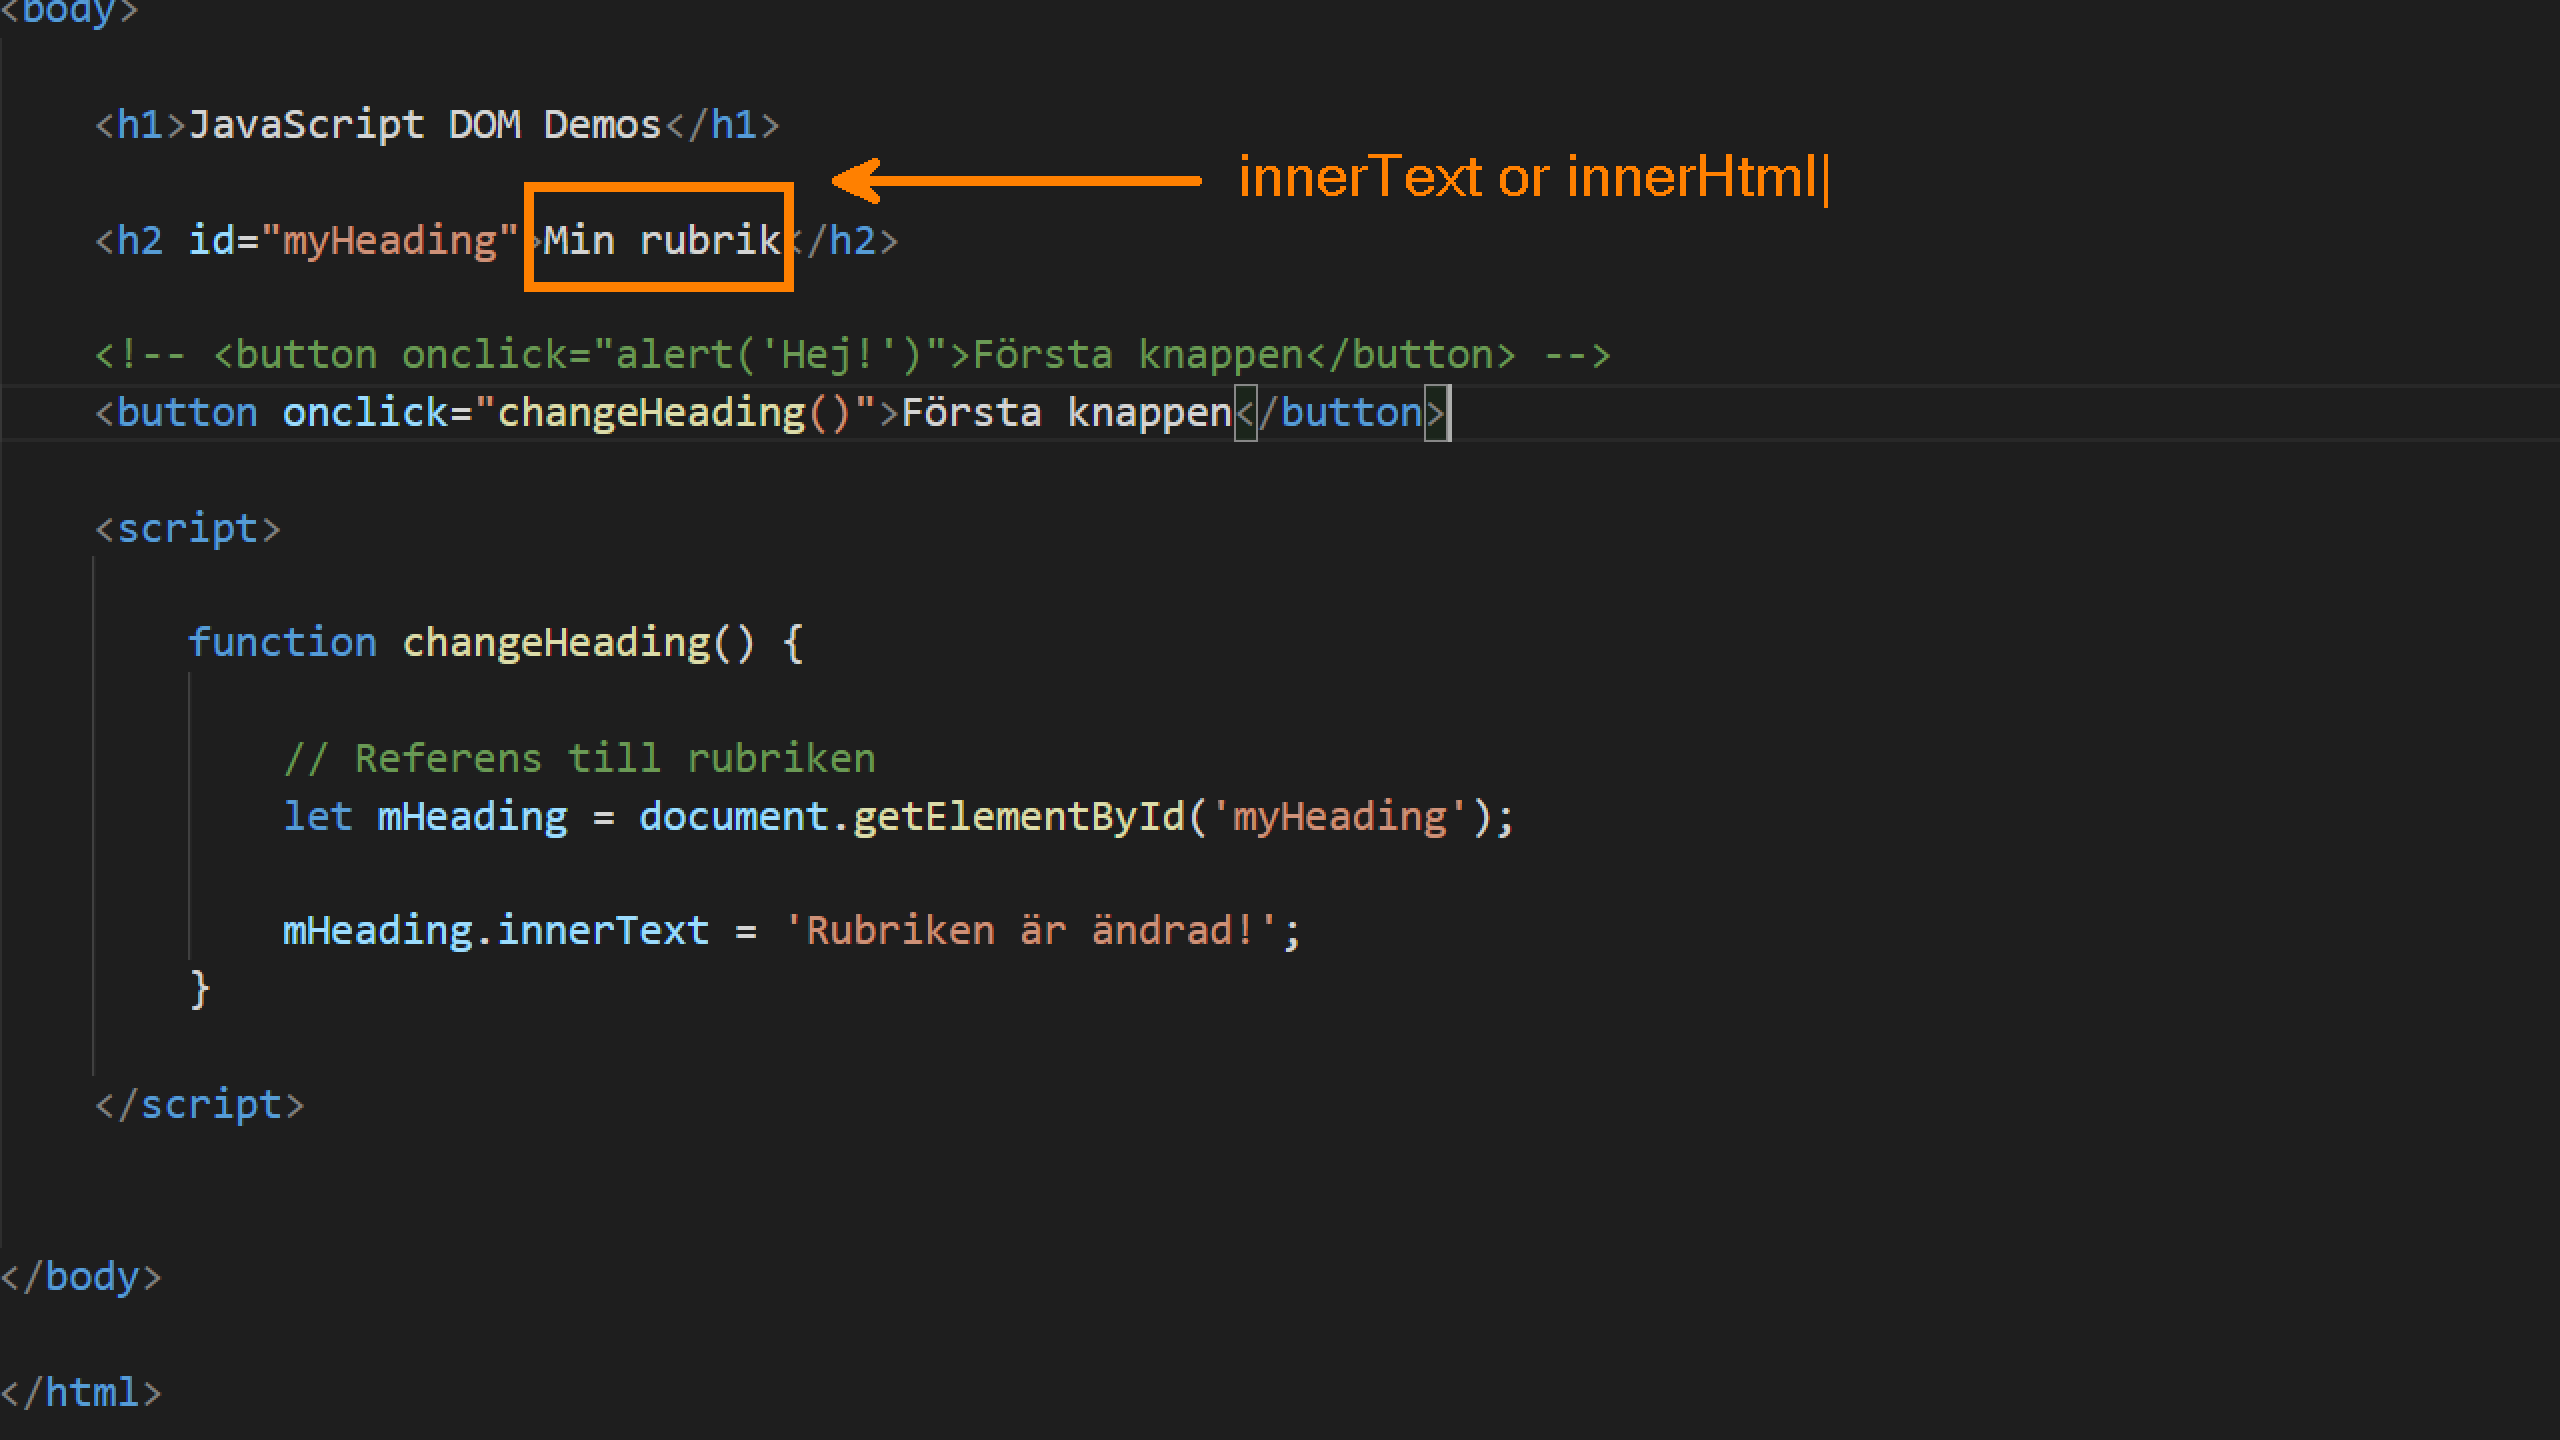 <body>
<h1>JavaScript DOM Demos</h1>
innerText or innerHtml
<h2 id="myHeading">Min rubrik</h2>
<!-- <button onclick="alert('Hej!')">Första knappen</button> -->
<button onclick="changeHeading()">Första knappen</button>
<script>
function changeHeading() {
// Referens till rubriken
let mHeading = document.getElementById('myHeading');
mHeading.innerText = 'Rubriken är ändrad!';
}
</script>
</body>
</html>